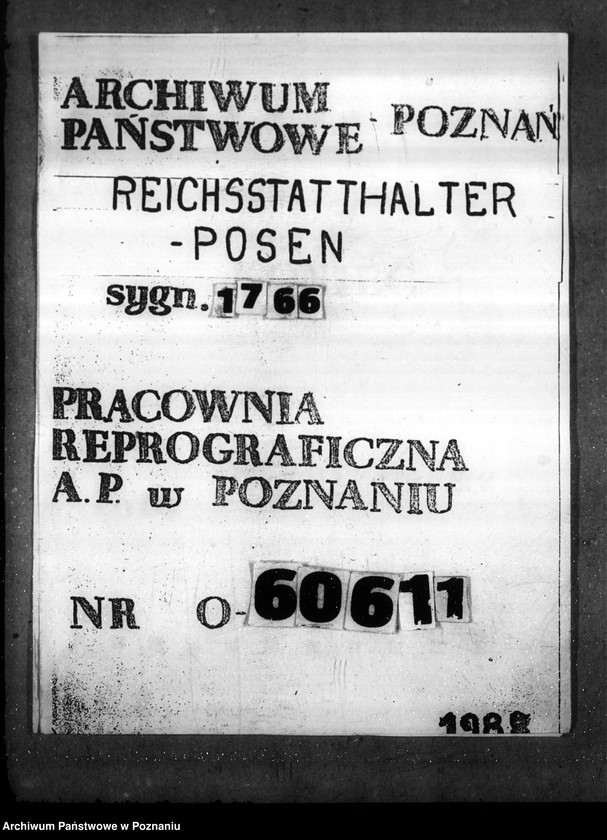 ARCHIWUM
PAŃSTWOWE - POZNAŃ
REICHSSTATTHALTER
-POSEN
sygn. 1766
PRACOWNIA
REPROGRAFICZNA
A.P. w POZNANIU
NR O-60611
1988
Archiwum Państwowe w Poznaniu